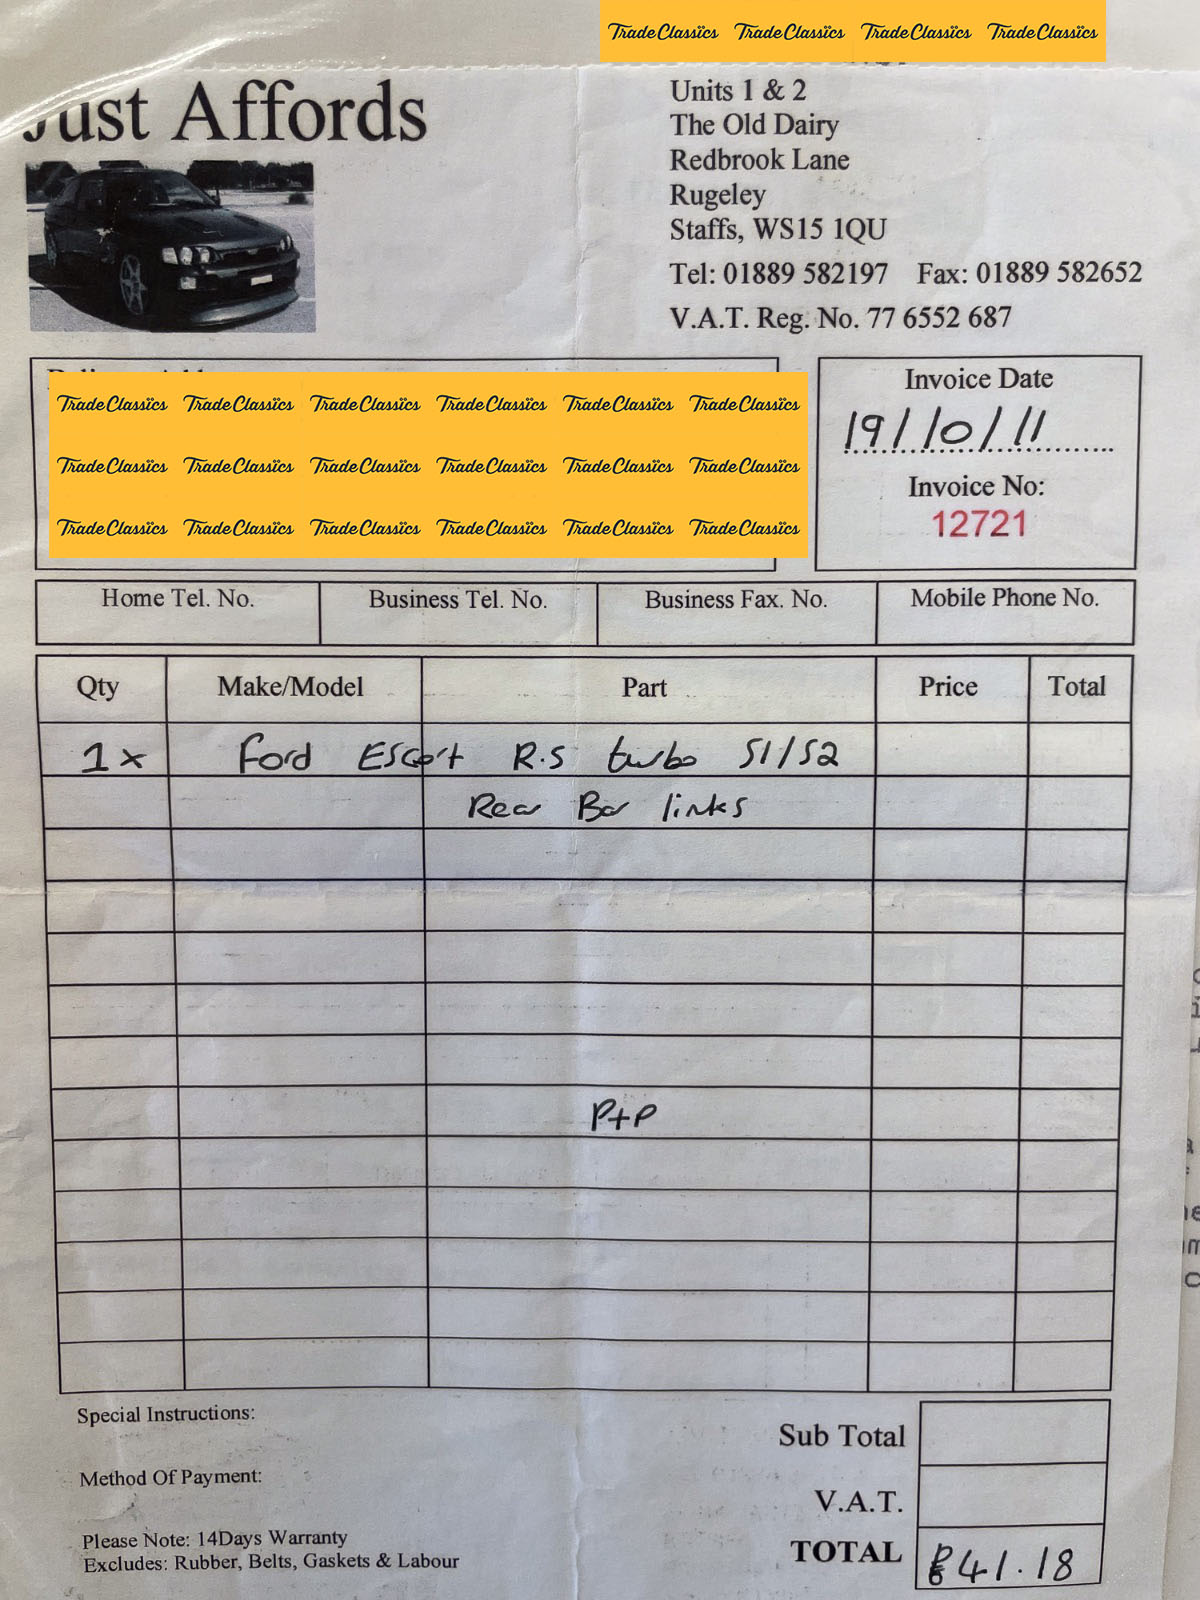 TradeClassics TradeClassics TradeClassics TradeClassics
Just Affords
Units 1 & 2
The Old Dairy
Redbrook Lane
Rugeley
Staffs, WS15 1QU
Tel: 01889 582197 Fax: 01889 582652
V.A.T. Reg. No. 77 6552 687
TradeClassics TradeClassics TradeClassics TradeClassics TradeClassics TradeClassics
TradeClassics TradeClassics TradeClassics TradeClassics TradeClassics TradeClassics
TradeClassics TradeClassics TradeClassics TradeClassics TradeClassics TradeClassics
Invoice Date
19/10/11
Invoice No:
12721
Home Tel. No. Business Tel. No. Business Fax. No. Mobile Phone No.
Qty Make/Model Part Price Total
1x Ford Escort R.S turbo S1/S2
Rear Bar links
P+P
Special Instructions:
Method Of Payment:
Please Note: 14Days Warranty
Excludes: Rubber, Belts, Gaskets & Labour
Sub Total
V.A.T.
TOTAL £41.18